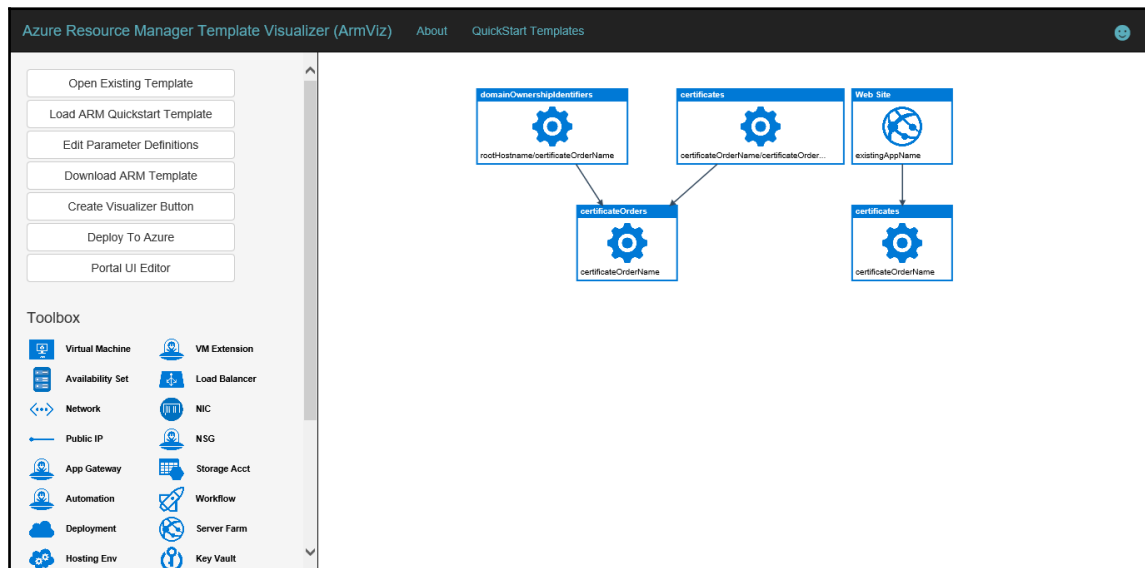 Azure Resource Manager Template Visualizer (ArmViz) About QuickStart Templates
Open Existing Template
Load ARM Quickstart Template
Edit Parameter Definitions
Download ARM Template
Create Visualizer Button
Deploy To Azure
Portal UI Editor
Toolbox
Virtual Machine VM Extension
Availability Set Load Balancer
Network NIC
Public IP NSG
App Gateway Storage Acct
Automation Workflow
Deployment Server Farm
Hosting Env Key Vault
domainOwnershipIdentifiers
rootHostname/certificateOrderName
certificates
certificateOrderName/certificateOrder...
Web Site
existingAppName
certificateOrders
certificateOrderName
certificates
certificateOrderName